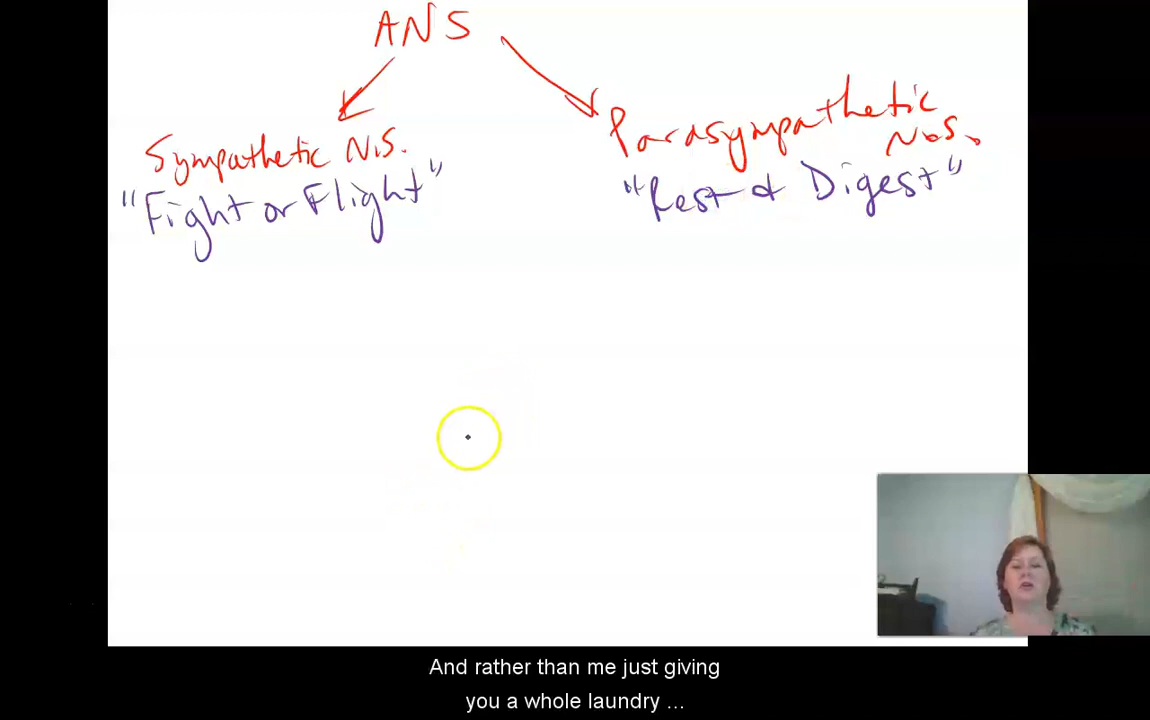 ANS
Sympathetic N.S.
"Fight or Flight"
Parasympathetic
N.S.
"Rest & Digest"
And rather than me just giving
you a whole laundry ...